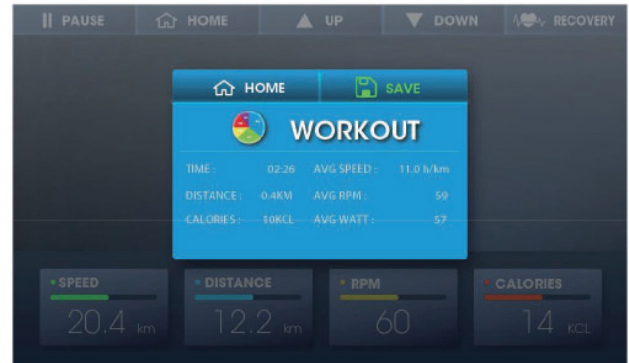 PAUSE HOME UP DOWN RECOVERY
HOME SAVE
WORKOUT
TIME : 02:26 AVG SPEED : 11.0 h/km
DISTANCE : 0.4KM AVG RPM : 59
CALORIES : 10KCL AVG WATT : 57
SPEED DISTANCE RPM CALORIES
20.4 km 12.2 km 60 14 KCL